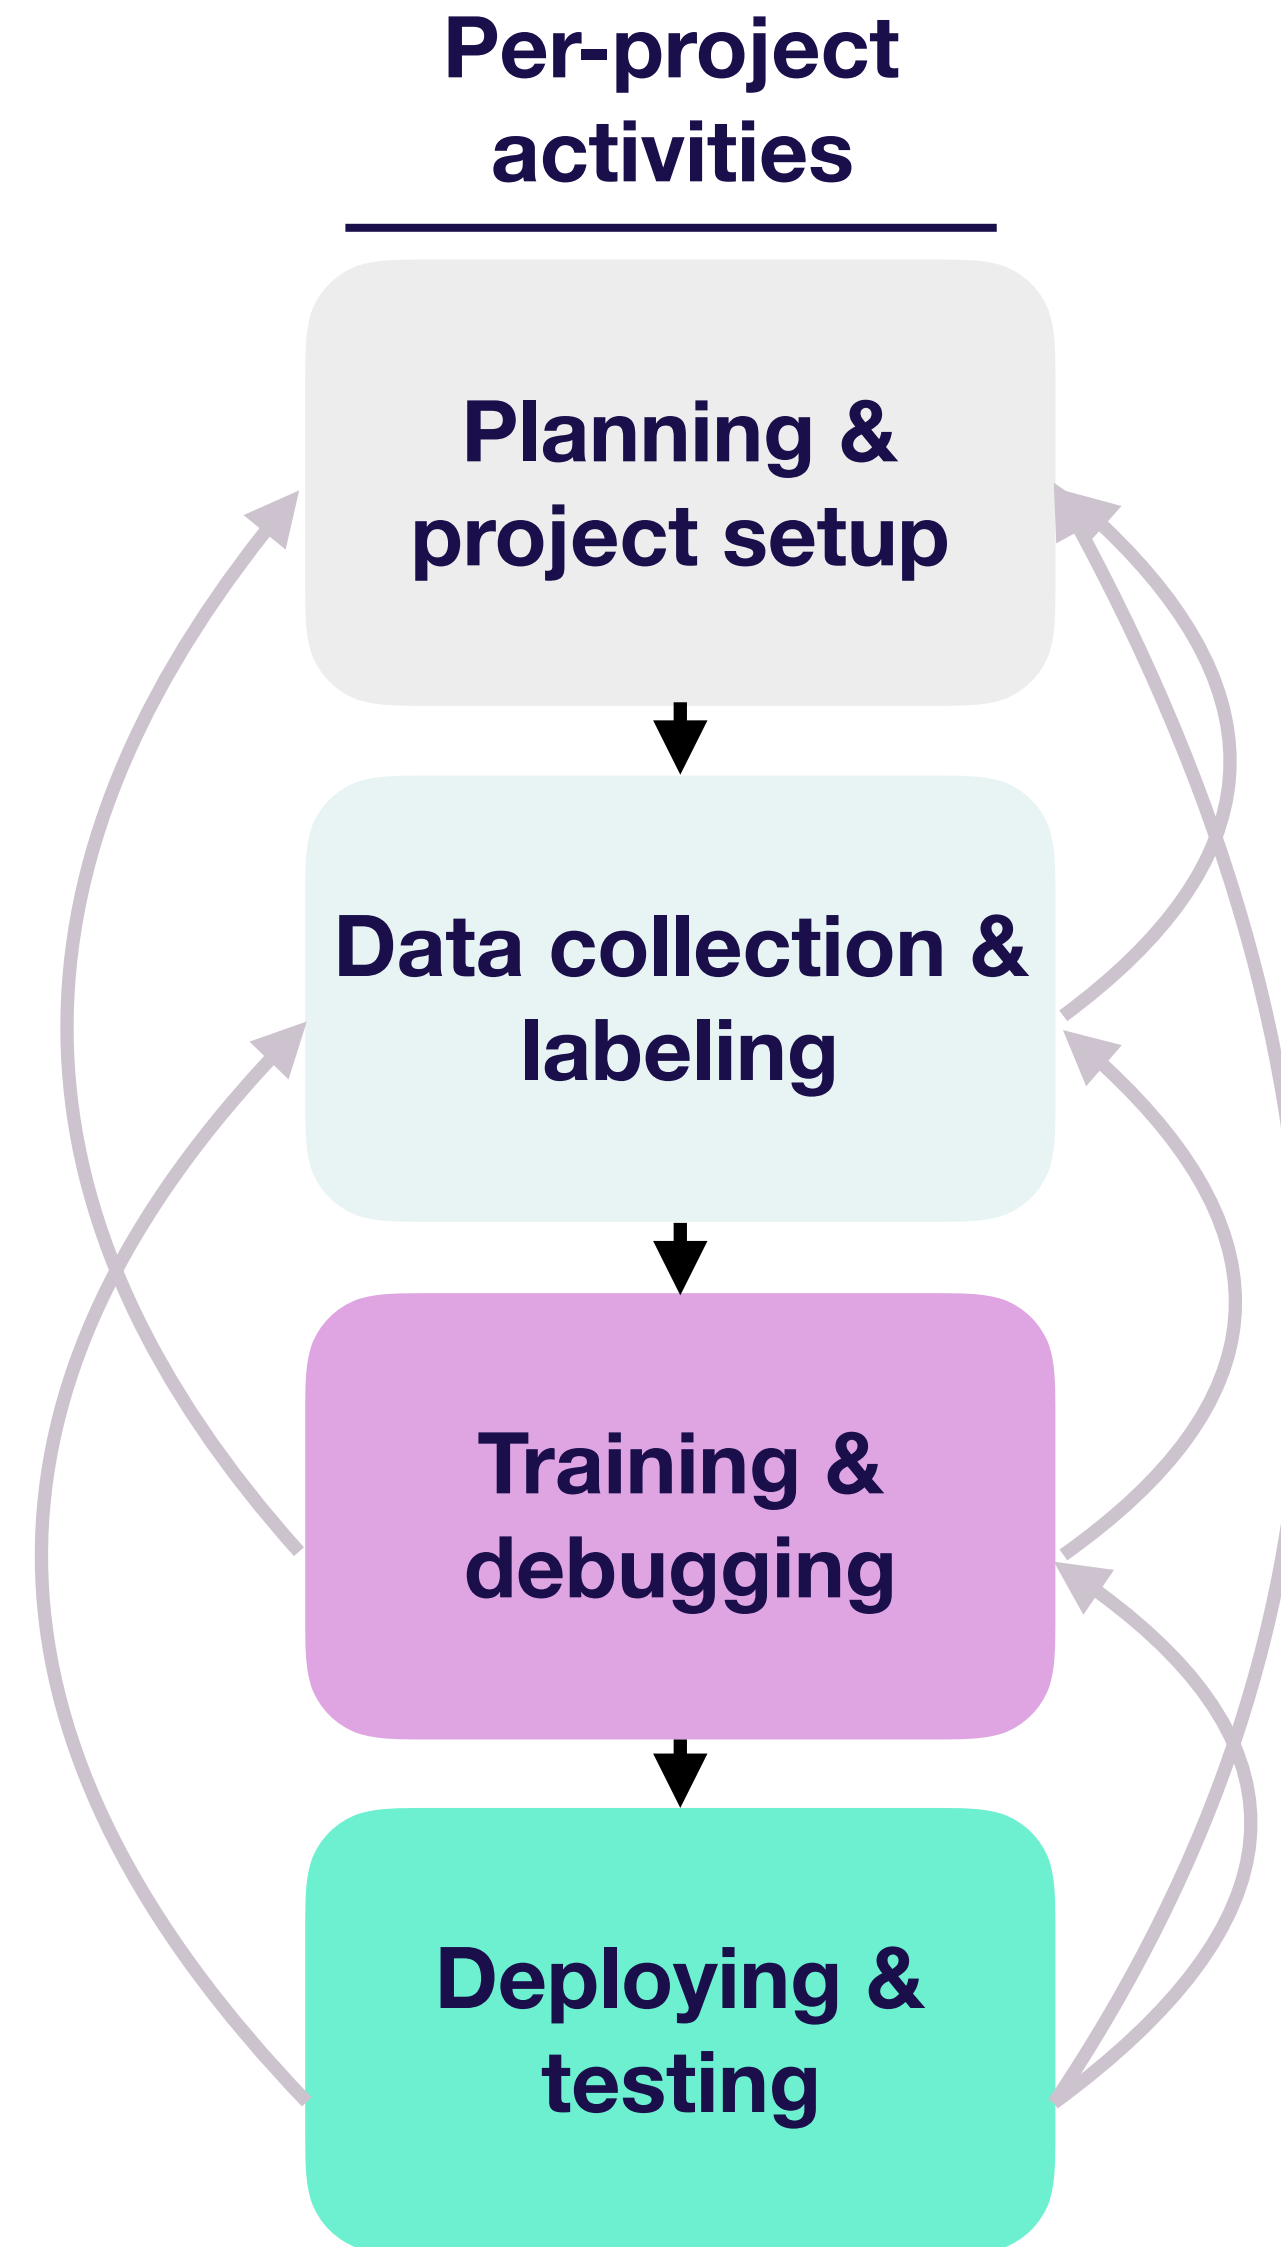 Per-project
activities
Planning &
project setup
Data collection &
labeling
Training &
debugging
Deploying &
testing